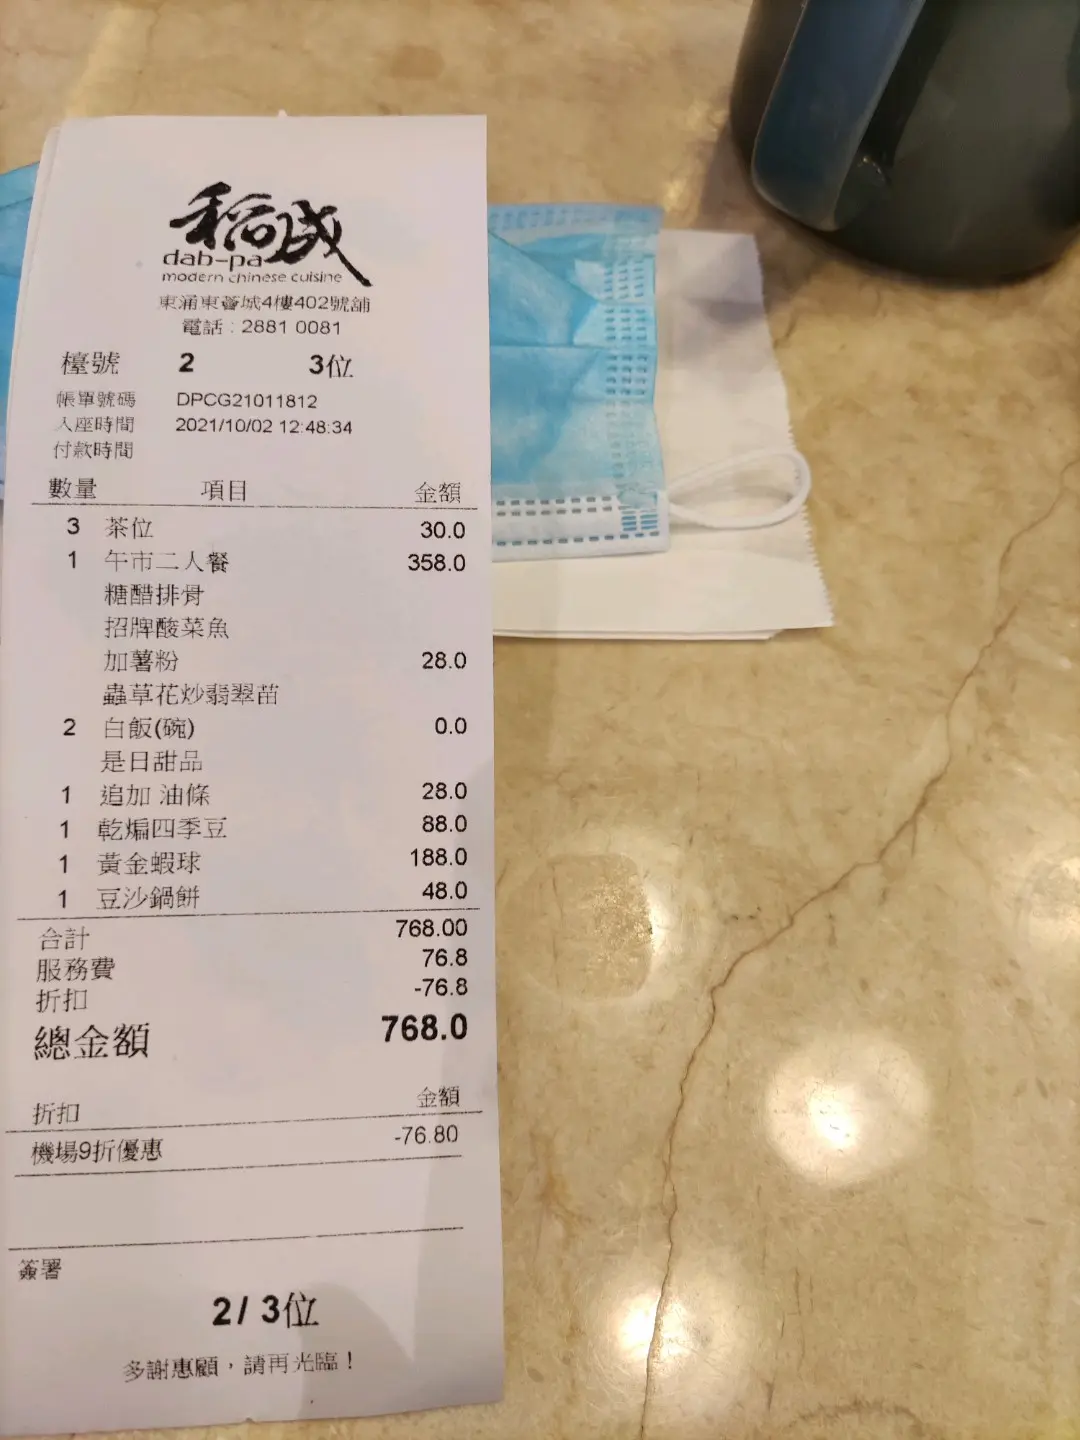 稻成
dab-pa
modern chinese cuisine
東涌東薈城4樓402號舖
電話 : 2881 0081
檯號 2 3位
帳單號碼 DPCG21011812
入座時間 2021/10/02 12:48:34
付款時間
數量 項目 金額
3 茶位 30.0
1 午市二人餐 358.0
糖醋排骨
招牌酸菜魚
加薯粉 28.0
蟲草花炒翡翠苗
2 白飯(碗) 0.0
是日甜品
1 追加 油條 28.0
1 乾煸四季豆 88.0
1 黃金蝦球 188.0
1 豆沙鍋餅 48.0
合計 768.00
服務費 76.8
折扣 -76.8
總金額 768.0
折扣 金額
機場9折優惠 -76.80
簽署
2/ 3位
多謝惠顧，請再光臨！